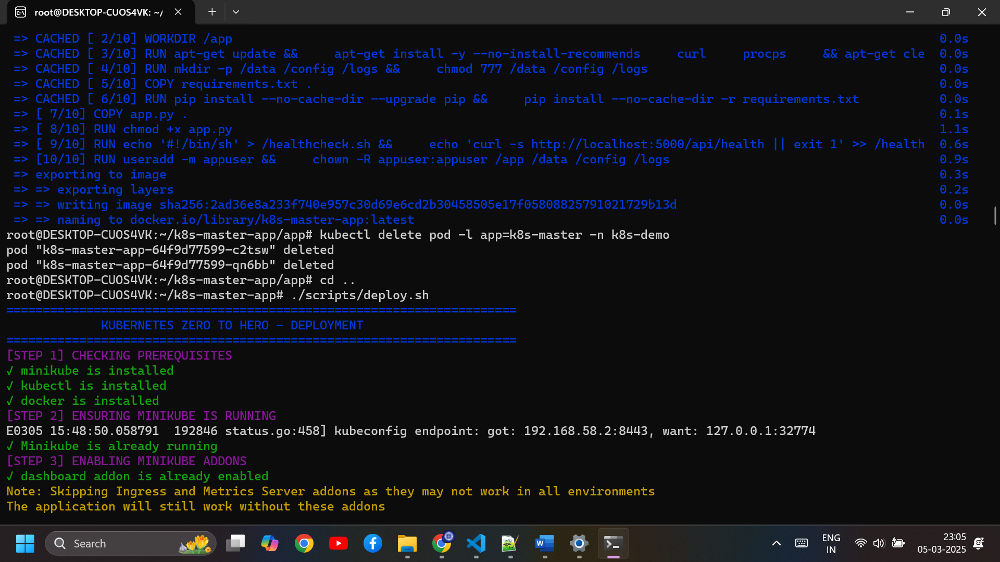 root@DESKTOP-CUOS4VK: ~/
=> CACHED [ 2/10] WORKDIR /app 0.0s
=> CACHED [ 3/10] RUN apt-get update &&     apt-get install -y --no-install-recommends     curl     procps     && apt-get cle 0.0s
=> CACHED [ 4/10] RUN mkdir -p /data /config /logs &&     chmod 777 /data /config /logs 0.0s
=> CACHED [ 5/10] COPY requirements.txt . 0.0s
=> CACHED [ 6/10] RUN pip install --no-cache-dir --upgrade pip &&     pip install --no-cache-dir -r requirements.txt 0.0s
=> [ 7/10] COPY app.py . 0.1s
=> [ 8/10] RUN chmod +x app.py 1.1s
=> [ 9/10] RUN echo '#!/bin/sh' > /healthcheck.sh &&     echo 'curl -s http://localhost:5000/api/health || exit 1' >> /health 0.6s
=> [10/10] RUN useradd -m appuser &&     chown -R appuser:appuser /app /data /config /logs 0.9s
=> exporting to image 0.3s
=> => exporting layers 0.2s
=> => writing image sha256:2ad36e8a233f740e957c30d69e6cd2b30458505e17f05808825791021729b13d 0.0s
=> => naming to docker.io/library/k8s-master-app:latest 0.0s
root@DESKTOP-CUOS4VK:~/k8s-master-app/app# kubectl delete pod -l app=k8s-master -n k8s-demo
pod "k8s-master-app-64f9d77599-c2tsw" deleted
pod "k8s-master-app-64f9d77599-qn6bb" deleted
root@DESKTOP-CUOS4VK:~/k8s-master-app/app# cd ..
root@DESKTOP-CUOS4VK:~/k8s-master-app# ./scripts/deploy.sh
======================================================================
KUBERNETES ZERO TO HERO - DEPLOYMENT
======================================================================
[STEP 1] CHECKING PREREQUISITES
✓ minikube is installed
✓ kubectl is installed
✓ docker is installed
[STEP 2] ENSURING MINIKUBE IS RUNNING
E0305 15:48:50.058791  192846 status.go:458] kubeconfig endpoint: got: 192.168.58.2:8443, want: 127.0.0.1:32774
✓ Minikube is already running
[STEP 3] ENABLING MINIKUBE ADDONS
✓ dashboard addon is already enabled
Note: Skipping Ingress and Metrics Server addons as they may not work in all environments
The application will still work without these addons
Search
ENG
IN
23:05
05-03-2025